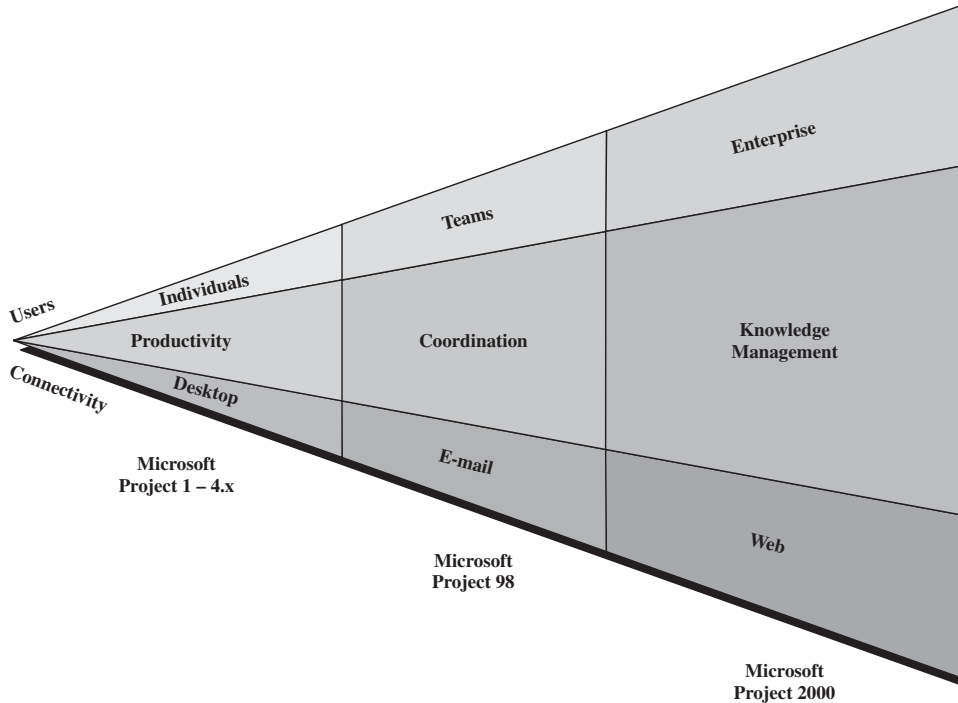 Enterprise
Teams
Individuals
Users
Productivity
Coordination
Knowledge
Management
Connectivity
Desktop
E-mail
Web
Microsoft
Project 1 – 4.x
Microsoft
Project 98
Microsoft
Project 2000